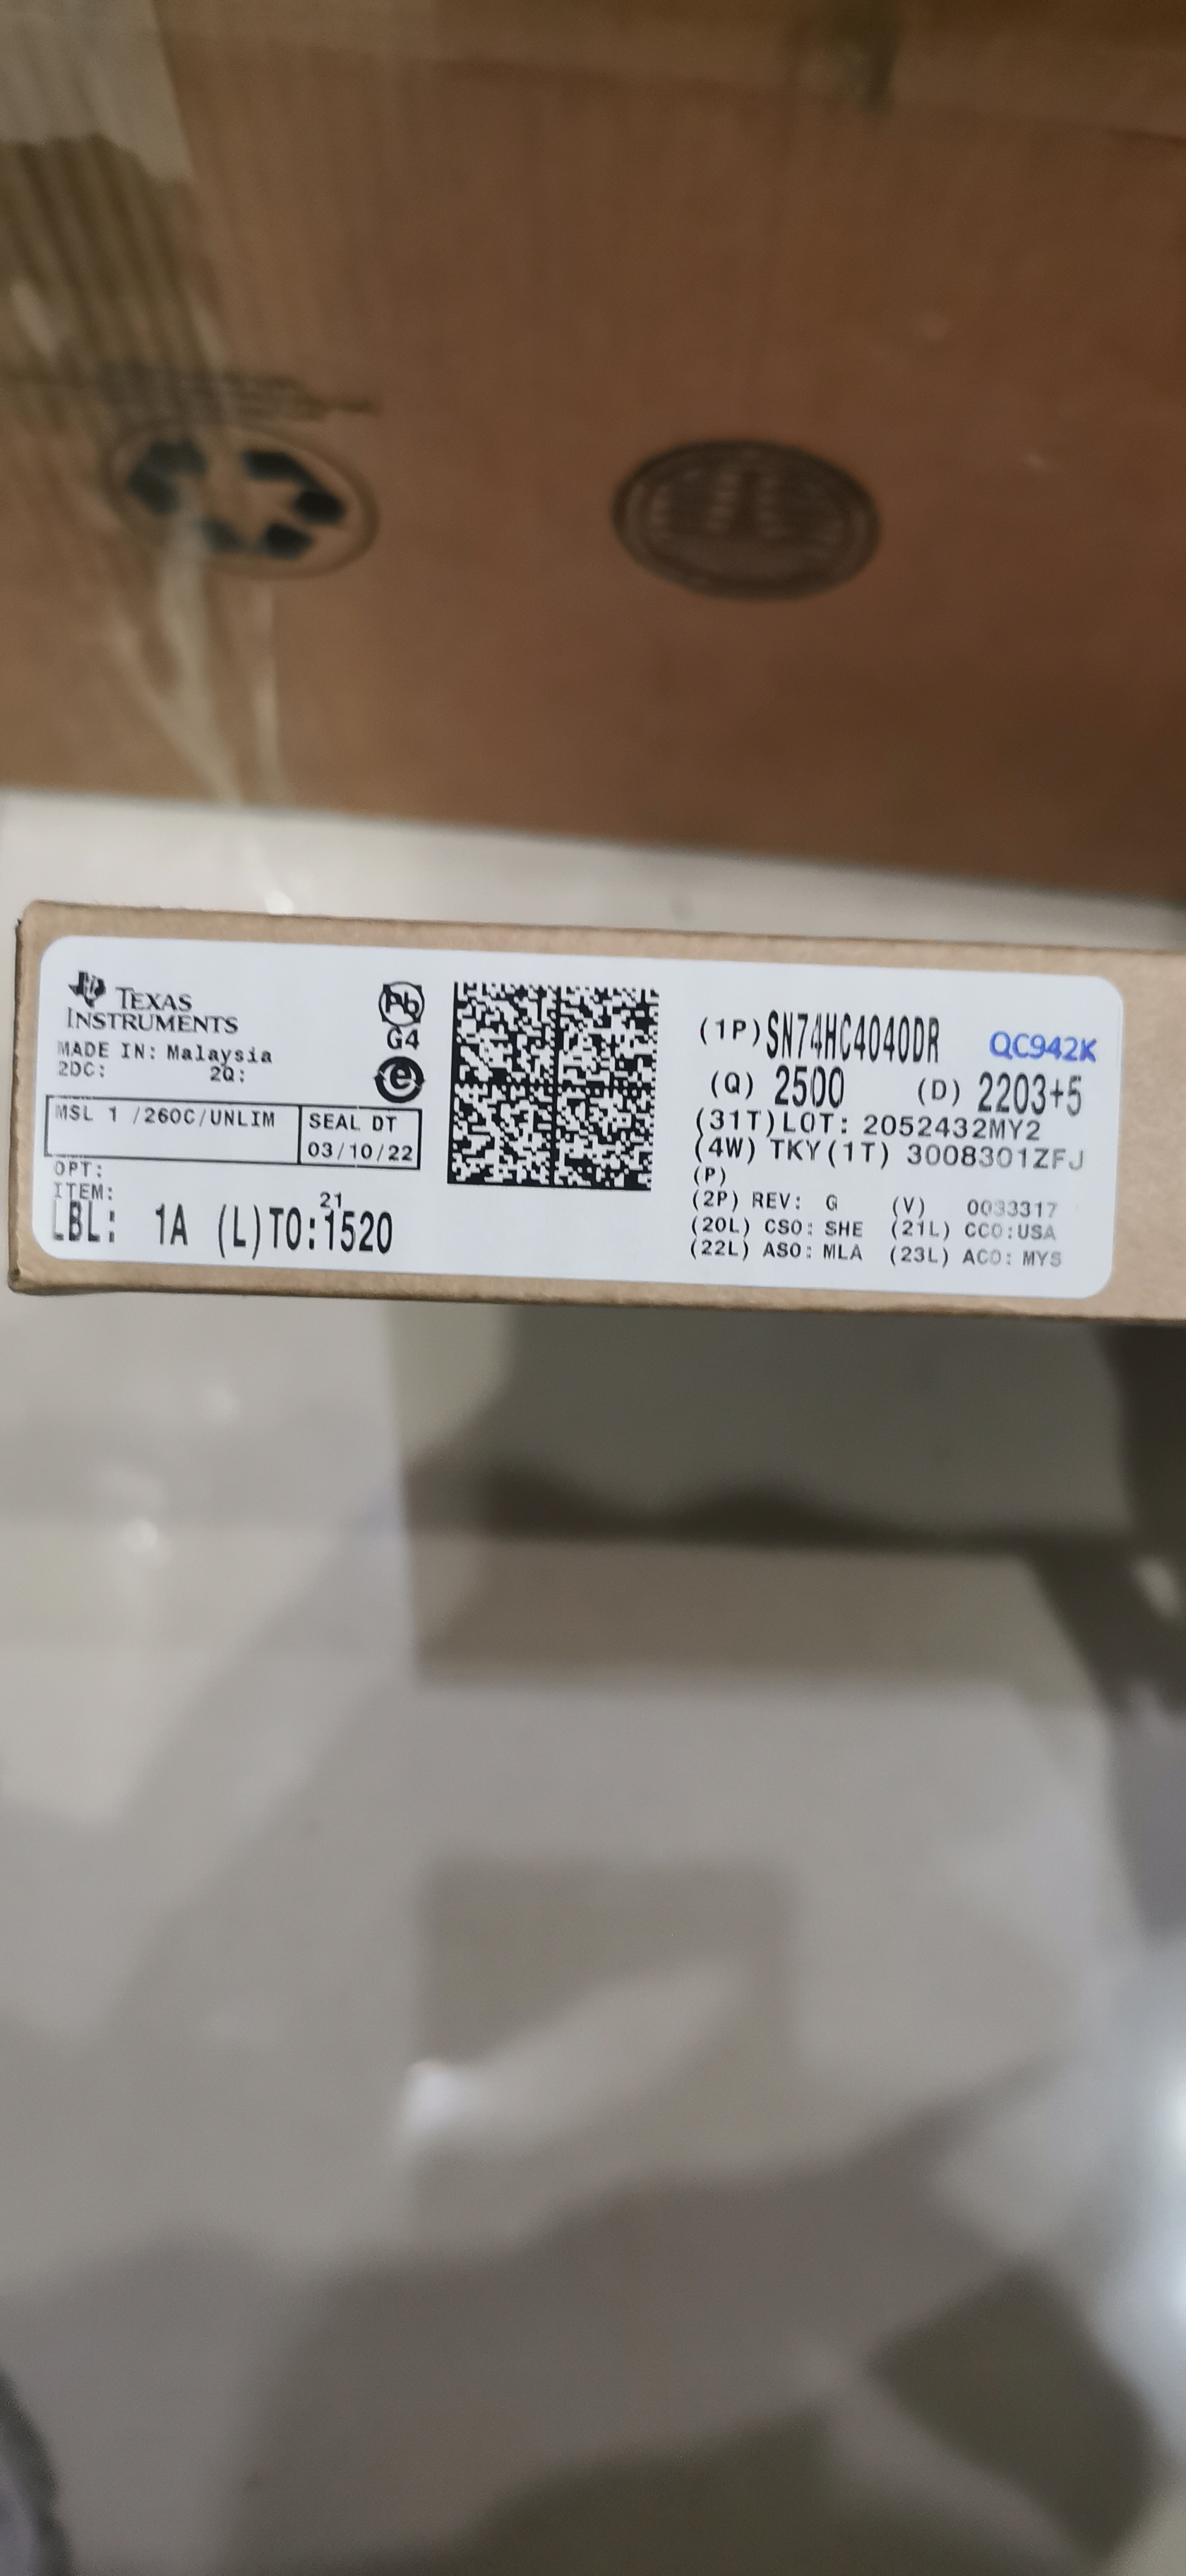 TEXAS
INSTRUMENTS
MADE IN: Malaysia
2DC: 2Q:
MSL 1 /260C/UNLIM
SEAL DT
03/10/22
OPT:
ITEM:
21
LBL: 1A (L)TO:1520
Pb
G4
e
(1P)SN74HC4040DR QC942K
(Q) 2500 (D) 2203+5
(31T)LOT: 2052432MY2
(4W) TKY(1T) 3008301ZFJ
(P)
(2P) REV: G (V) 0033317
(20L) CSO: SHE (21L) CCO:USA
(22L) ASO: MLA (23L) ACO: MYS